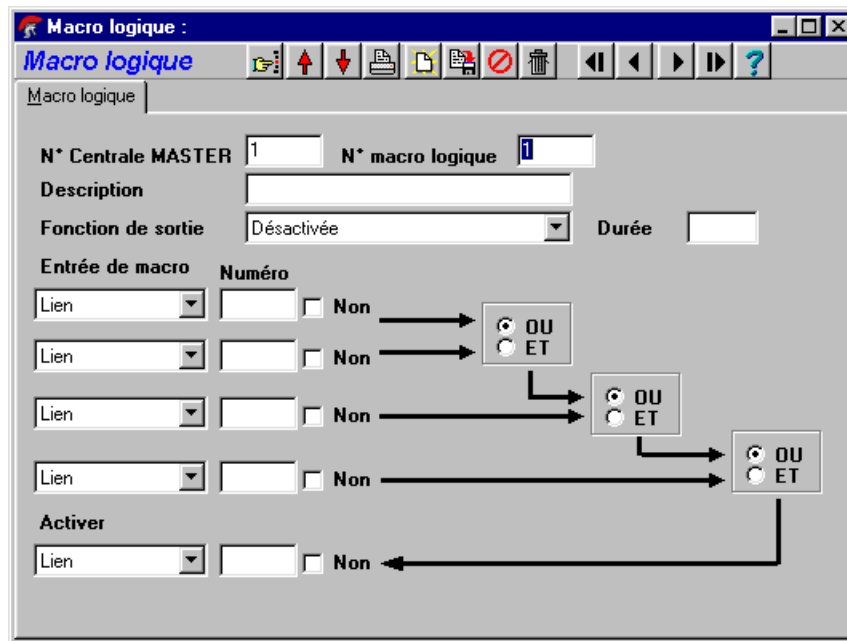 Macro logique :
Macro logique
Macro logique
N° Centrale MASTER 1 N° macro logique 1
Description
Fonction de sortie Désactivée Durée
Entrée de macro Numéro
Lien Non
OU
ET
Lien Non
OU
ET
Lien Non
OU
ET
Lien Non
Activer
Lien Non